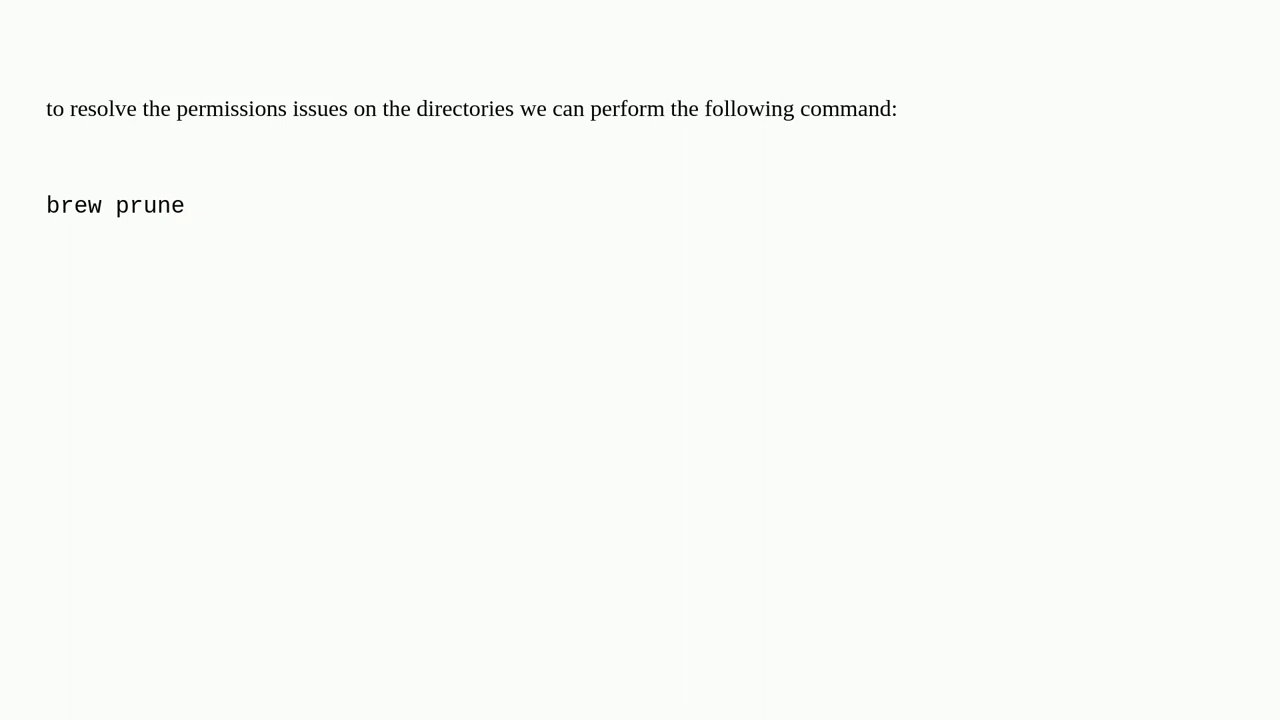 to resolve the permissions issues on the directories we can perform the following command:
brew prune